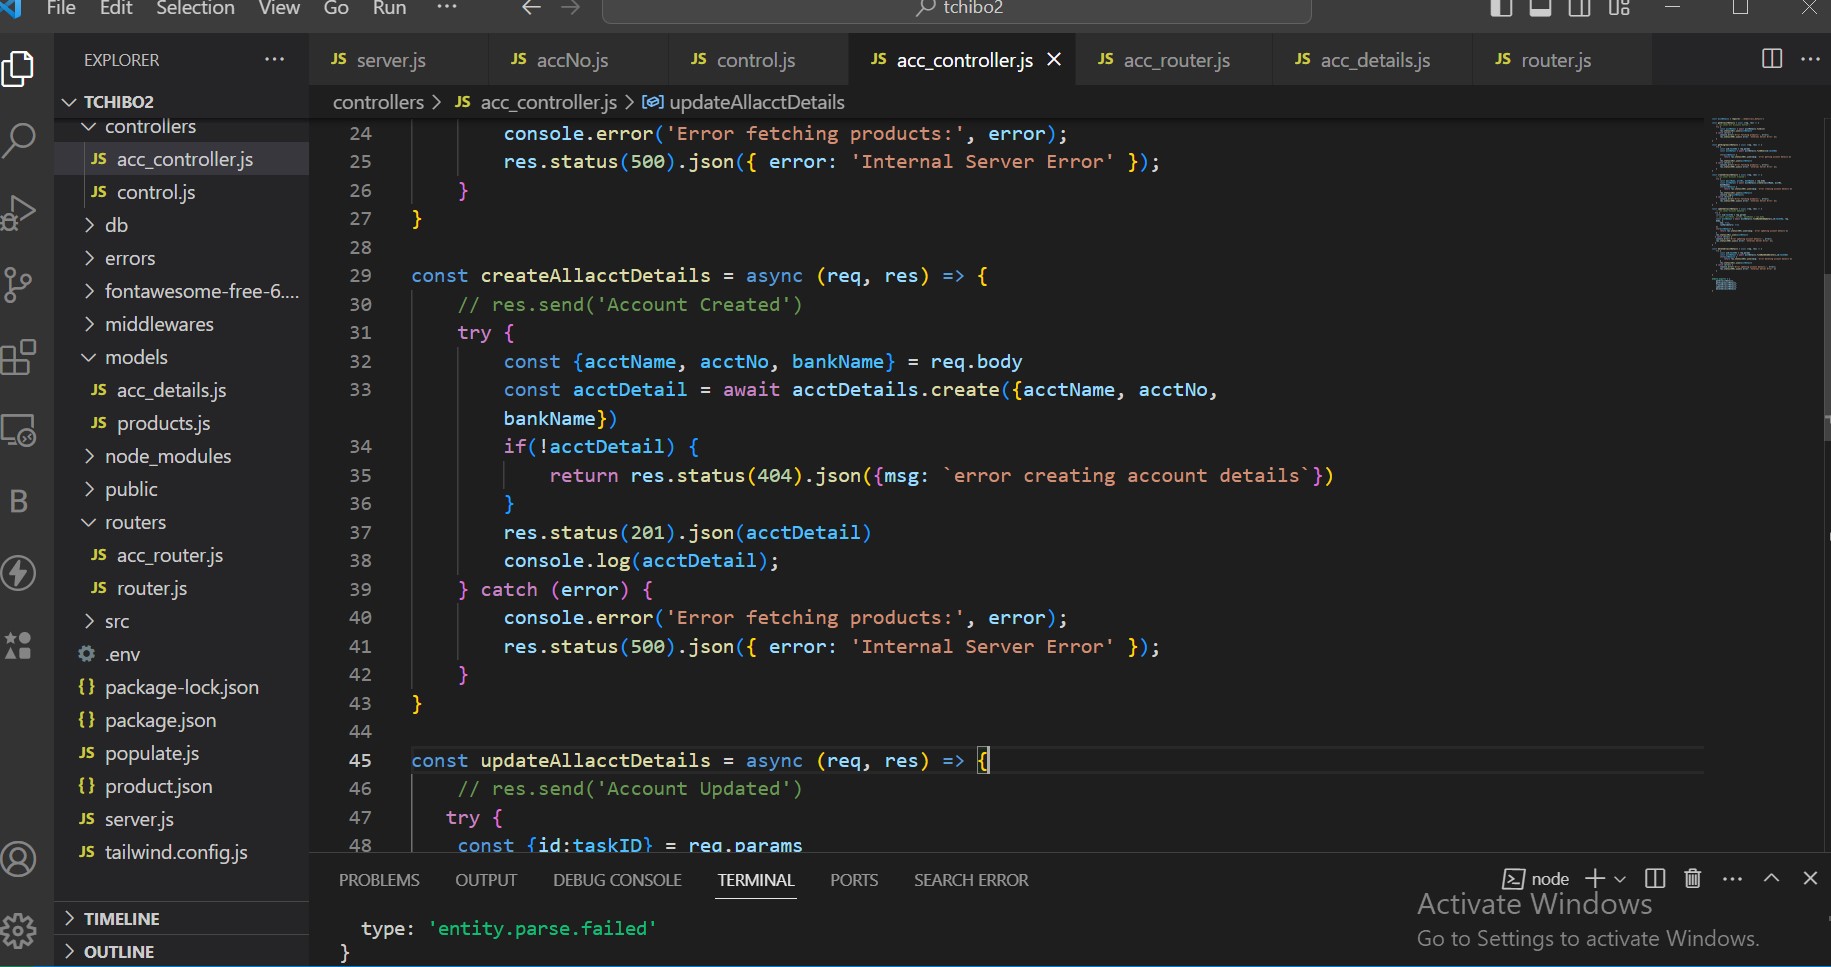 File Edit Selection View Go Run ··· tchibo2
EXPLORER ···
TCHIBO2
controllers
JS acc_controller.js
JS control.js
db
errors
fontawesome-free-6....
middlewares
models
JS acc_details.js
JS products.js
node_modules
public
routers
JS acc_router.js
JS router.js
src
.env
{} package-lock.json
{} package.json
JS populate.js
{} product.json
JS server.js
JS tailwind.config.js
TIMELINE
OUTLINE
JS server.js JS accNo.js JS control.js JS acc_controller.js JS acc_router.js JS acc_details.js JS router.js
controllers > JS acc_controller.js > updateAllacctDetails
24 console.error('Error fetching products:', error);
25 res.status(500).json({ error: 'Internal Server Error' });
26 }
27 }
28
29 const createAllacctDetails = async (req, res) => {
30 // res.send('Account Created')
31 try {
32 const {acctName, acctNo, bankName} = req.body
33 const acctDetail = await acctDetails.create({acctName, acctNo,
bankName})
34 if(!acctDetail) {
35 return res.status(404).json({msg: `error creating account details`})
36 }
37 res.status(201).json(acctDetail)
38 console.log(acctDetail);
39 } catch (error) {
40 console.error('Error fetching products:', error);
41 res.status(500).json({ error: 'Internal Server Error' });
42 }
43 }
44
45 const updateAllacctDetails = async (req, res) => {
46 // res.send('Account Updated')
47 try {
48 const {id:taskID} = req.params
PROBLEMS OUTPUT DEBUG CONSOLE TERMINAL PORTS SEARCH ERROR node
type: 'entity.parse.failed'
}
Activate Windows
Go to Settings to activate Windows.